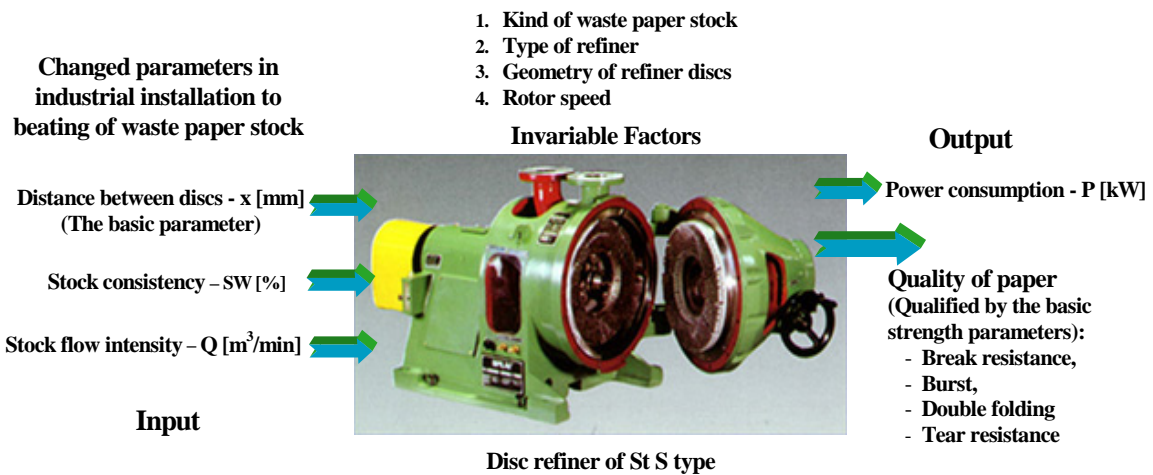 1. Kind of waste paper stock
2. Type of refiner
3. Geometry of refiner discs
4. Rotor speed
Invariable Factors
Changed parameters in
industrial installation to
beating of waste paper stock
Distance between discs - x [mm]
(The basic parameter)
Stock consistency – SW [%]
Stock flow intensity – Q [m³/min]
Input
Output
Power consumption - P [kW]
Quality of paper
(Qualified by the basic
strength parameters):
- Break resistance,
- Burst,
- Double folding
- Tear resistance
Disc refiner of St S type